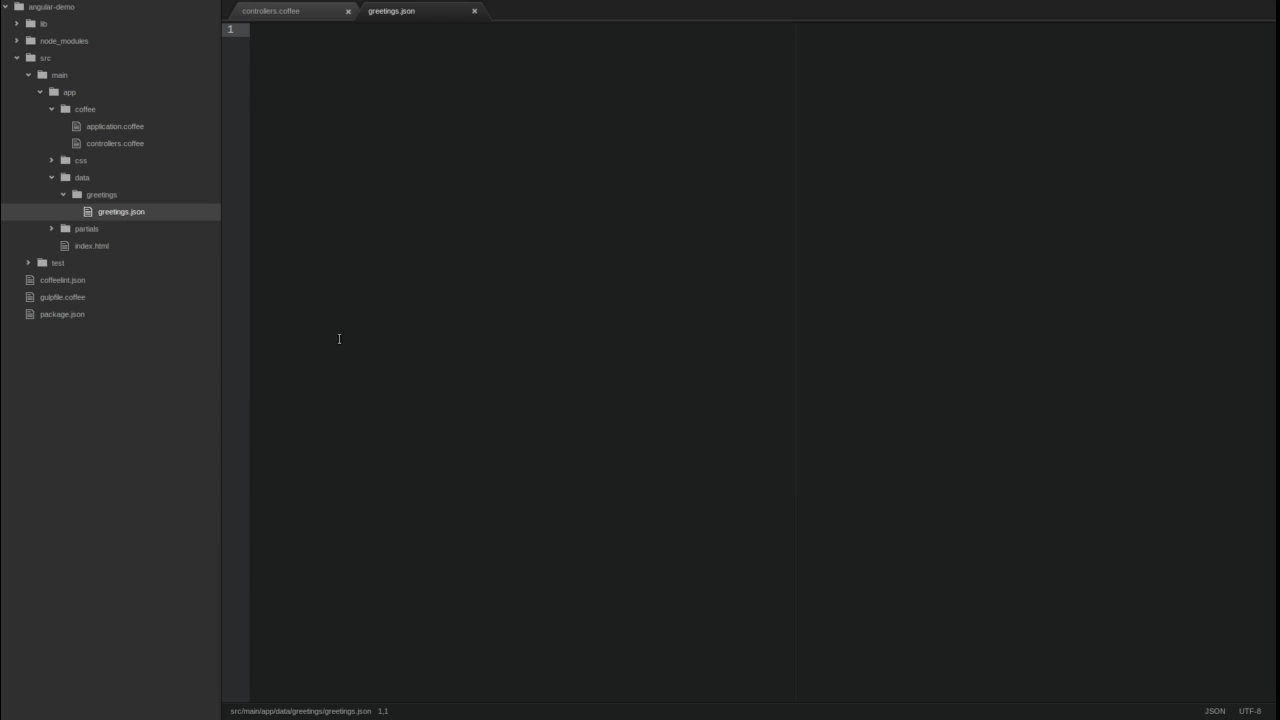 angular-demo
lib
node_modules
src
main
app
coffee
application.coffee
controllers.coffee
css
data
greetings
greetings.json
partials
index.html
test
coffeelint.json
gulpfile.coffee
package.json
controllers.coffee
greetings.json
1
src/main/app/data/greetings/greetings.json 1,1
JSON UTF-8